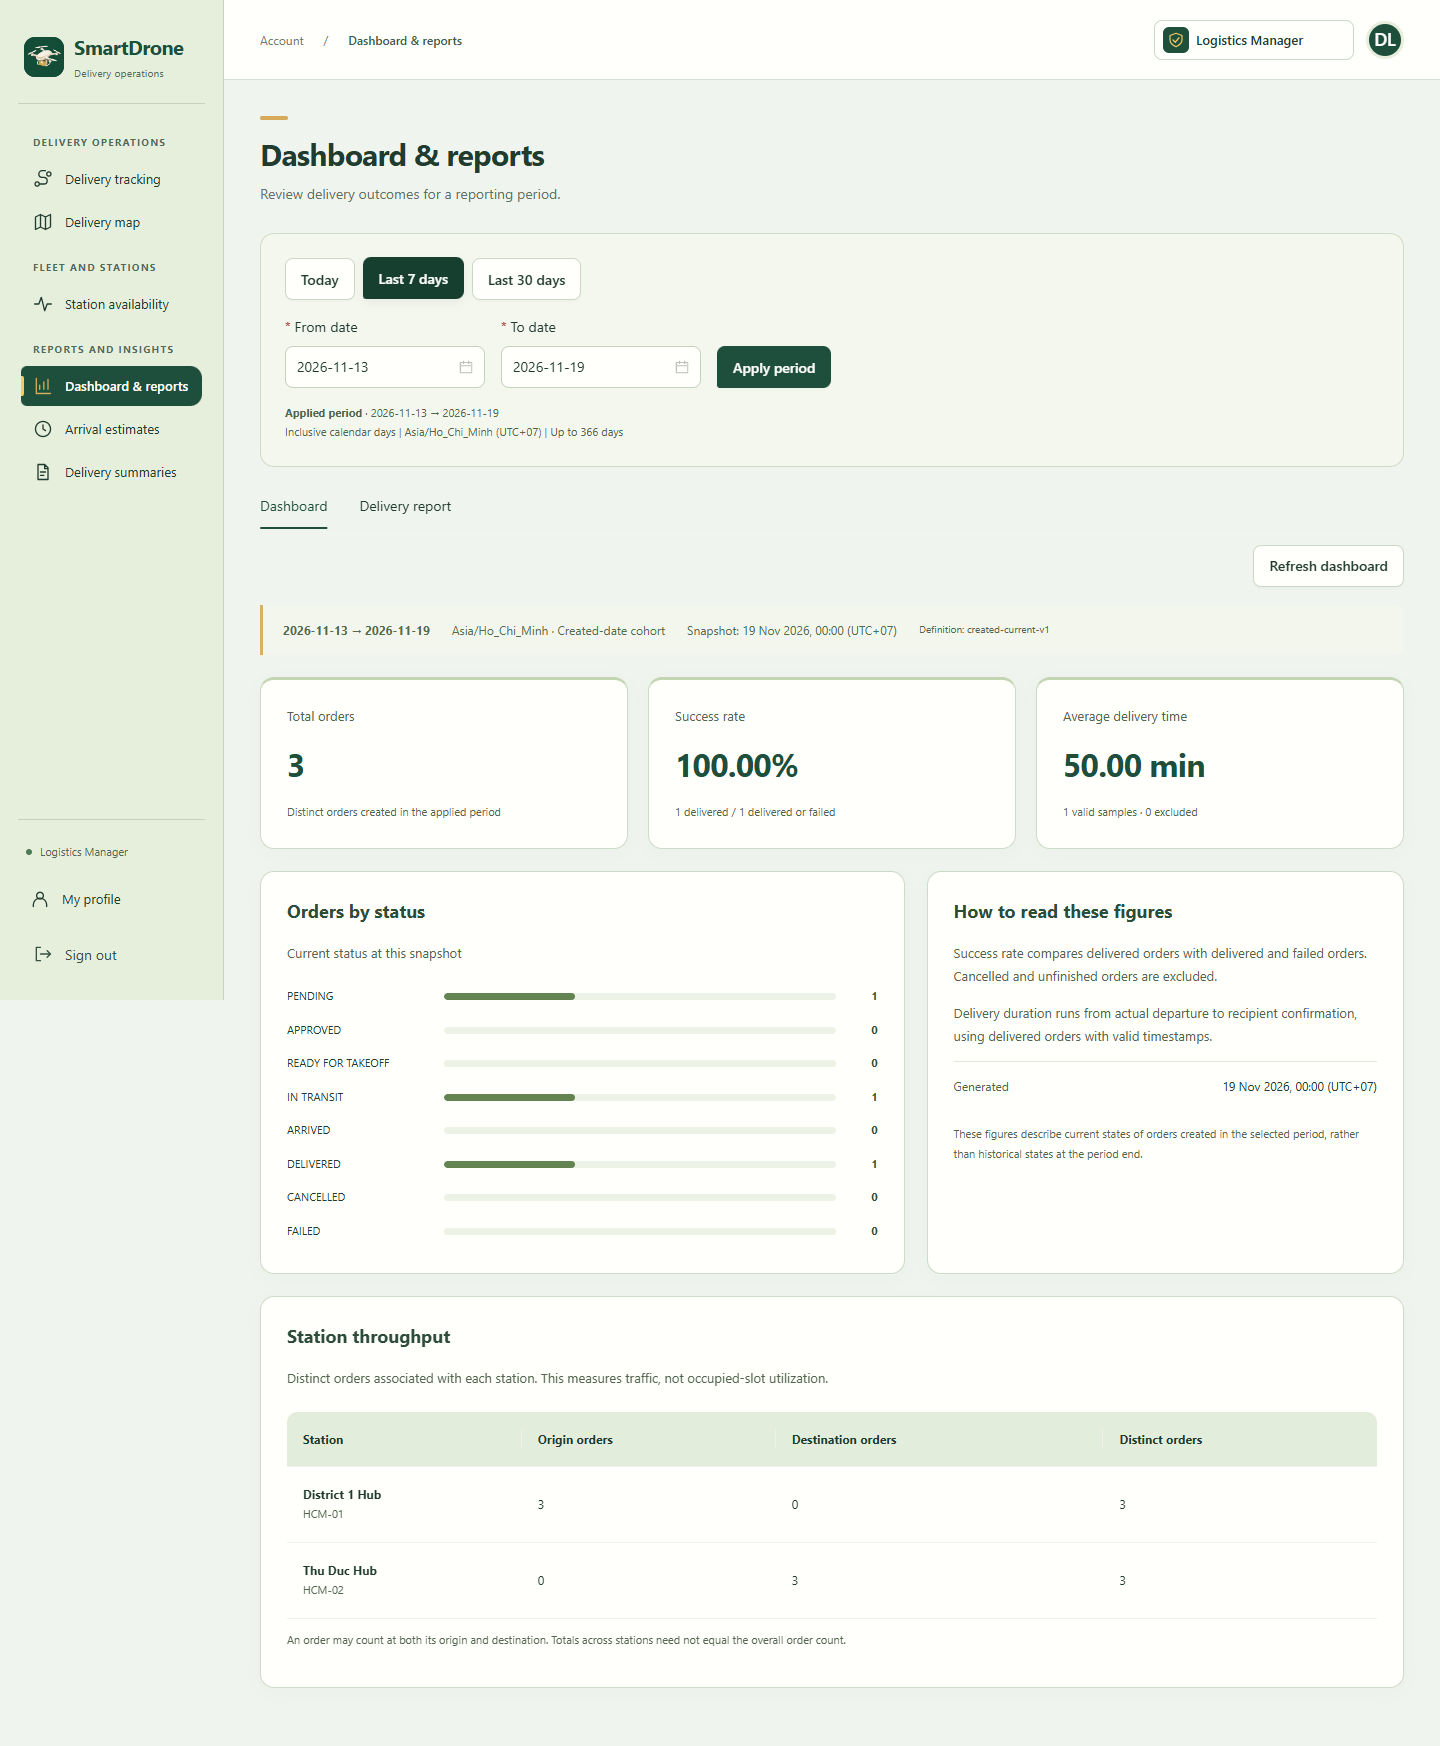 SmartDrone
Delivery operations
DELIVERY OPERATIONS
Delivery tracking
Delivery map
FLEET AND STATIONS
Station availability
REPORTS AND INSIGHTS
Dashboard & reports
Arrival estimates
Delivery summaries
Logistics Manager
My profile
Sign out
Account / Dashboard & reports
Logistics Manager
DL
Dashboard & reports
Review delivery outcomes for a reporting period.
Today Last 7 days Last 30 days
* From date * To date
2026-11-13 2026-11-19 Apply period
Applied period · 2026-11-13 → 2026-11-19
Inclusive calendar days | Asia/Ho_Chi_Minh (UTC+07) | Up to 366 days
Dashboard Delivery report
Refresh dashboard
2026-11-13 → 2026-11-19 Asia/Ho_Chi_Minh · Created-date cohort Snapshot: 19 Nov 2026, 00:00 (UTC+07) Definition: created-current-v1
Total orders
3
Distinct orders created in the applied period
Success rate
100.00%
1 delivered / 1 delivered or failed
Average delivery time
50.00 min
1 valid samples · 0 excluded
Orders by status
Current status at this snapshot
PENDING 1
APPROVED 0
READY FOR TAKEOFF 0
IN TRANSIT 1
ARRIVED 0
DELIVERED 1
CANCELLED 0
FAILED 0
How to read these figures
Success rate compares delivered orders with delivered and failed orders.
Cancelled and unfinished orders are excluded.
Delivery duration runs from actual departure to recipient confirmation,
using delivered orders with valid timestamps.
Generated 19 Nov 2026, 00:00 (UTC+07)
These figures describe current states of orders created in the selected period, rather
than historical states at the period end.
Station throughput
Distinct orders associated with each station. This measures traffic, not occupied-slot utilization.
Station Origin orders Destination orders Distinct orders
District 1 Hub
HCM-01
3 0 3
Thu Duc Hub
HCM-02
0 3 3
An order may count at both its origin and destination. Totals across stations need not equal the overall order count.